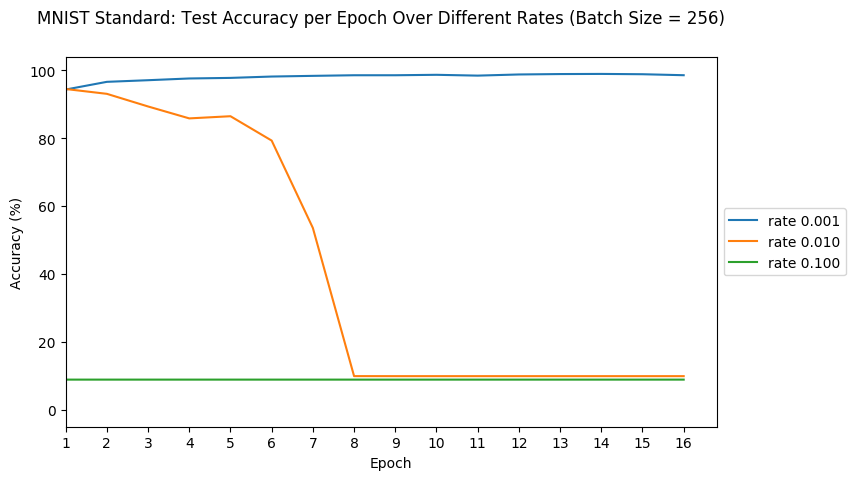 MNIST Standard: Test Accuracy per Epoch Over Different Rates (Batch Size = 256)
100
80
60
40
20
0
Accuracy (%)
1 2 3 4 5 6 7 8 9 10 11 12 13 14 15 16
Epoch
rate 0.001
rate 0.010
rate 0.100